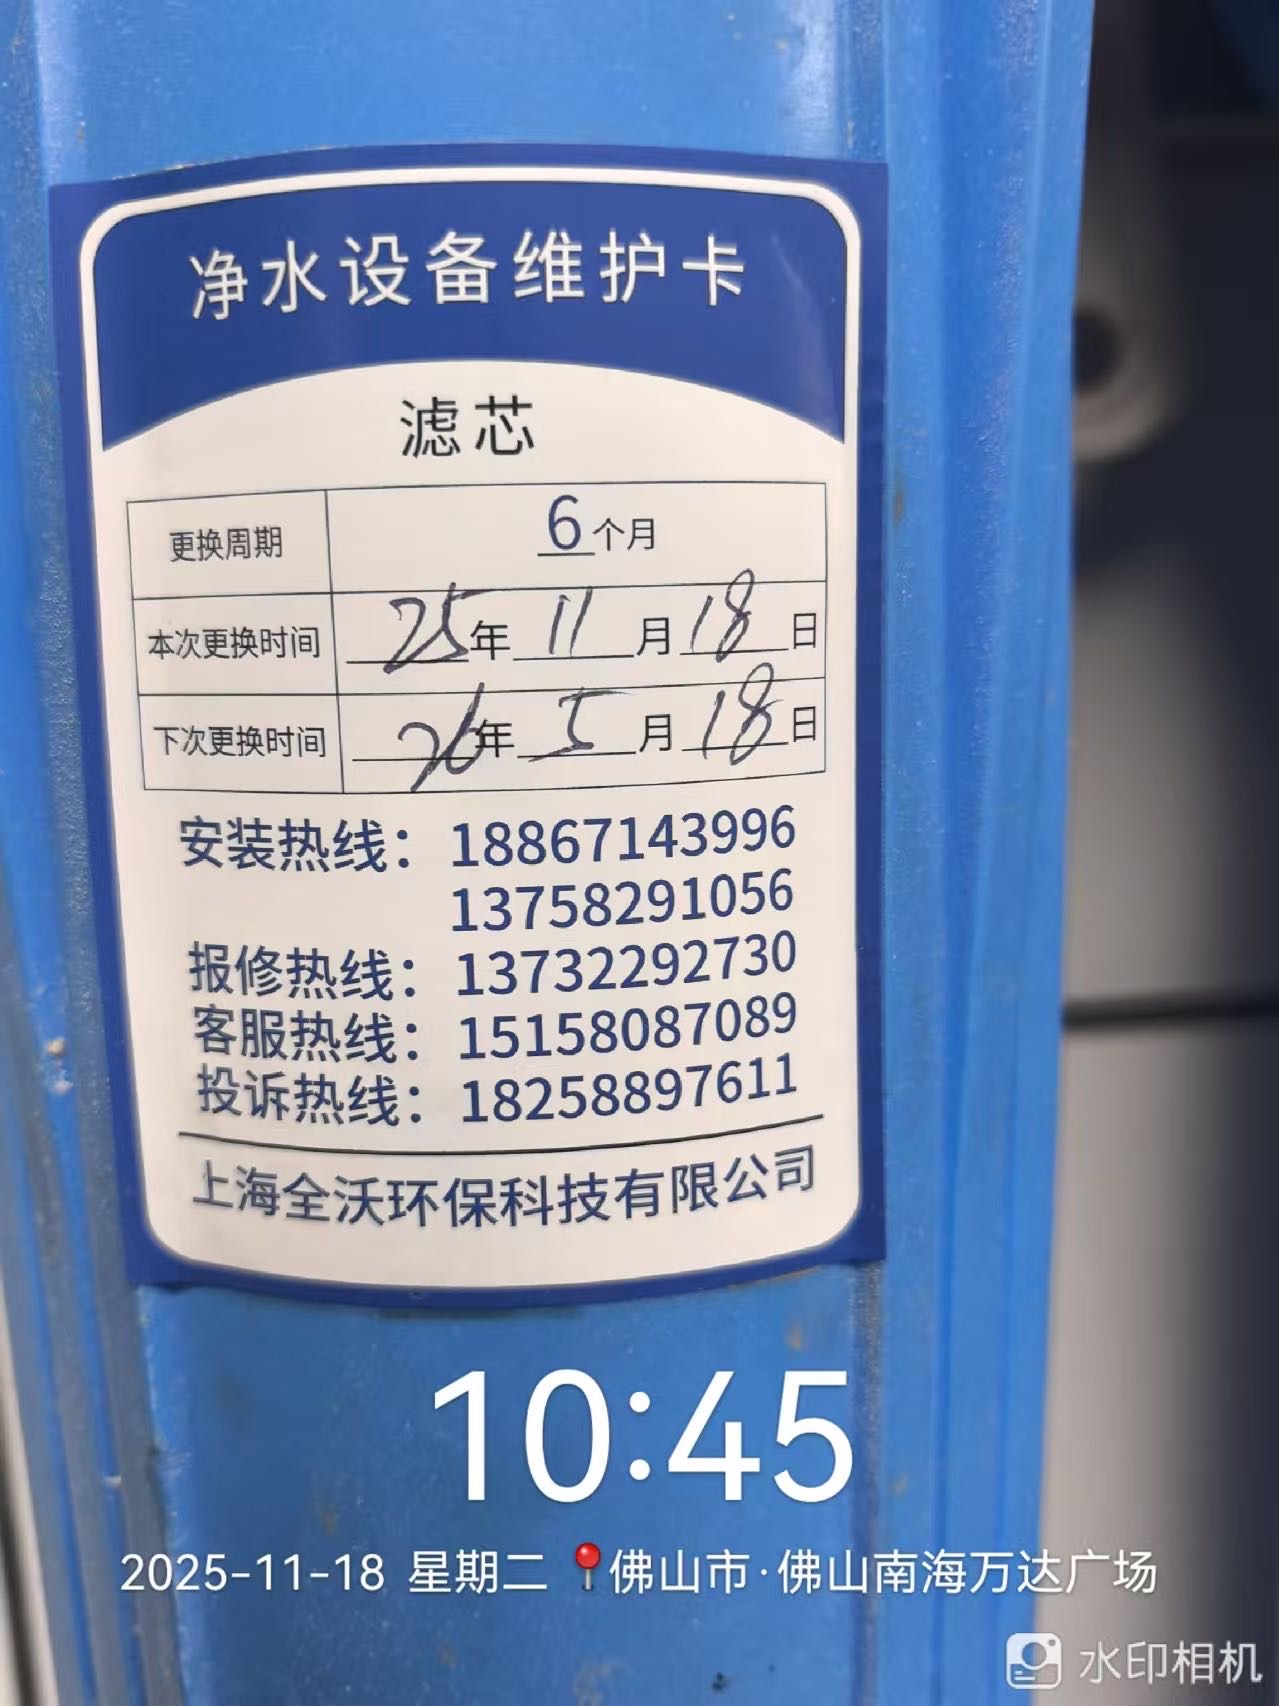 净水设备维护卡
滤芯
更换周期 6个月
本次更换时间 25年11月18日
下次更换时间 26年5月18日
安装热线：18867143996
13758291056
报修热线：13732292730
客服热线：15158087089
投诉热线：18258897611
上海全沃环保科技有限公司
10:45
2025-11-18 星期二 佛山市·佛山南海万达广场
水印相机